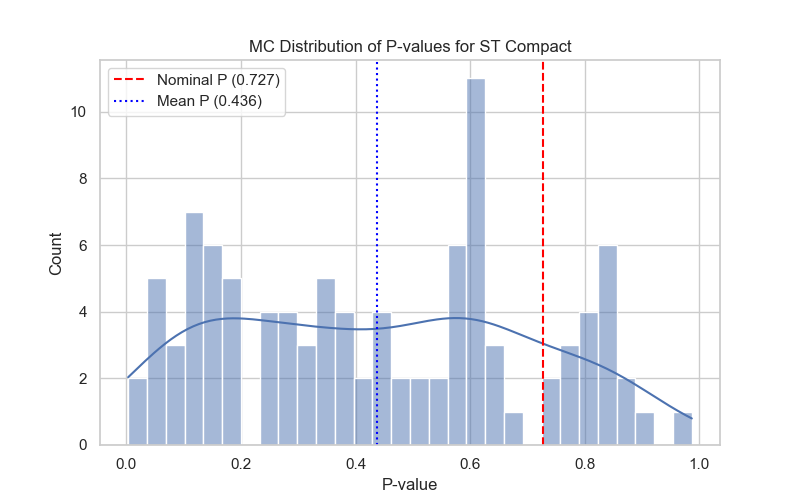 MC Distribution of P-values for ST Compact
Nominal P (0.727)
Mean P (0.436)
Count
10
8
6
4
2
0
0.0 0.2 0.4 0.6 0.8 1.0
P-value